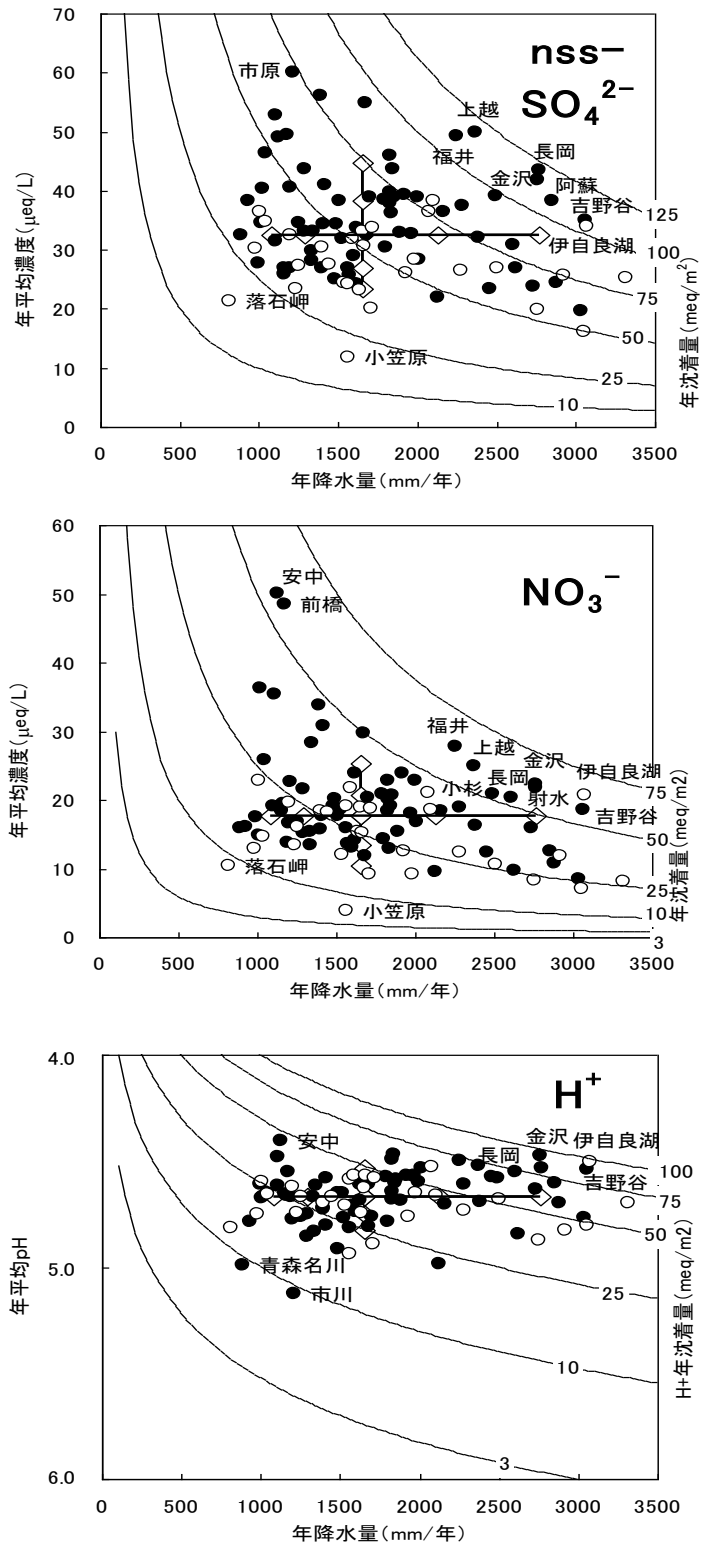 nss−
SO₄²⁻
70
60
50
40
30
20
10
0
年平均濃度(μeq/L)
市原
上越
福井
長岡
金沢
阿蘇
吉野谷
伊自良湖
落石岬
小笠原
125
100
75
50
25
10
年沈着量(meq/m²)
0 500 1000 1500 2000 2500 3000 3500
年降水量(mm/年)
NO₃⁻
60
50
40
30
20
10
0
年平均濃度(μeq/L)
安中
前橋
福井
上越
金沢
伊自良湖
小杉
長岡
射水
吉野谷
落石岬
小笠原
75
50
25
10
3
年沈着量(meq/m2)
0 500 1000 1500 2000 2500 3000 3500
年降水量(mm/年)
H⁺
4.0
5.0
6.0
年平均pH
安中
長岡
金沢
伊自良湖
吉野谷
青森名川
市川
100
75
50
25
10
3
H+年沈着量(meq/m2)
0 500 1000 1500 2000 2500 3000 3500
年降水量(mm/年)